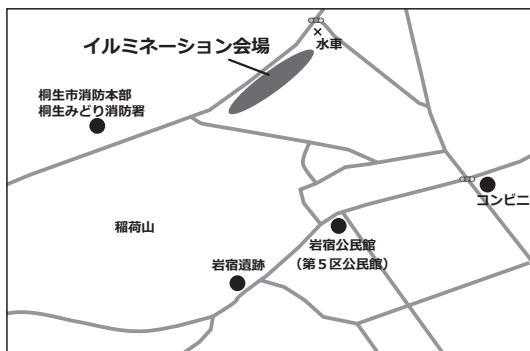 イルミネーション会場
水車
桐生市消防本部
桐生みどり消防署
コンビニ
稲荷山
岩宿公民館
（第５区公民館）
岩宿遺跡